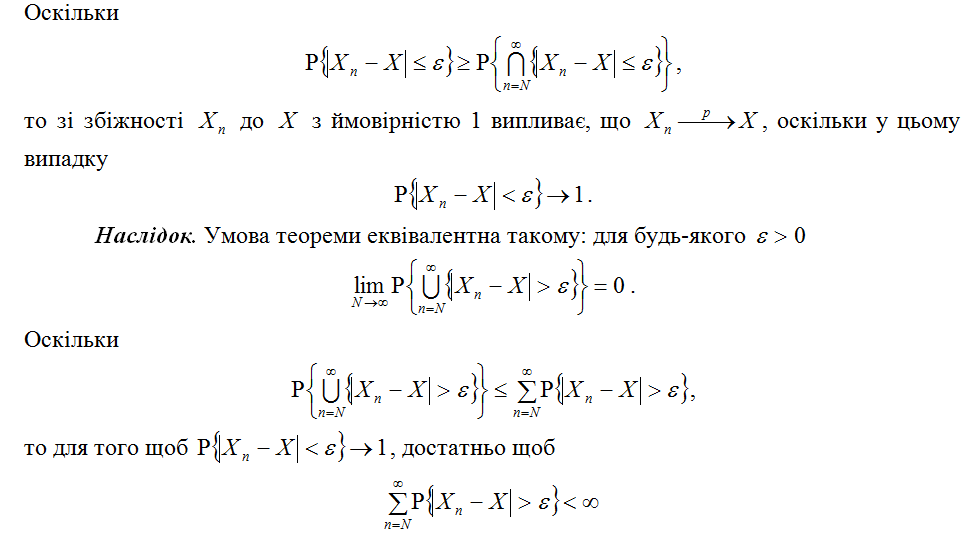 Оскільки
P{|Xₙ − X| ≤ ε} ≥ P{⋂_{n=N}^{∞} {|Xₙ − X| ≤ ε}},
то зі збіжності Xₙ до X з ймовірністю 1 випливає, що Xₙ —p→ X, оскільки у цьому
випадку
P{|Xₙ − X| < ε} → 1.
Наслідок. Умова теореми еквівалентна такому: для будь-якого ε > 0
lim_{N→∞} P{⋃_{n=N}^{∞} {|Xₙ − X| > ε}} = 0.
Оскільки
P{⋃_{n=N}^{∞} {|Xₙ − X| > ε}} ≤ ∑_{n=N}^{∞} P{|Xₙ − X| > ε},
то для того щоб P{|Xₙ − X| < ε} → 1, достатньо щоб
∑_{n=N}^{∞} P{|Xₙ − X| > ε} < ∞